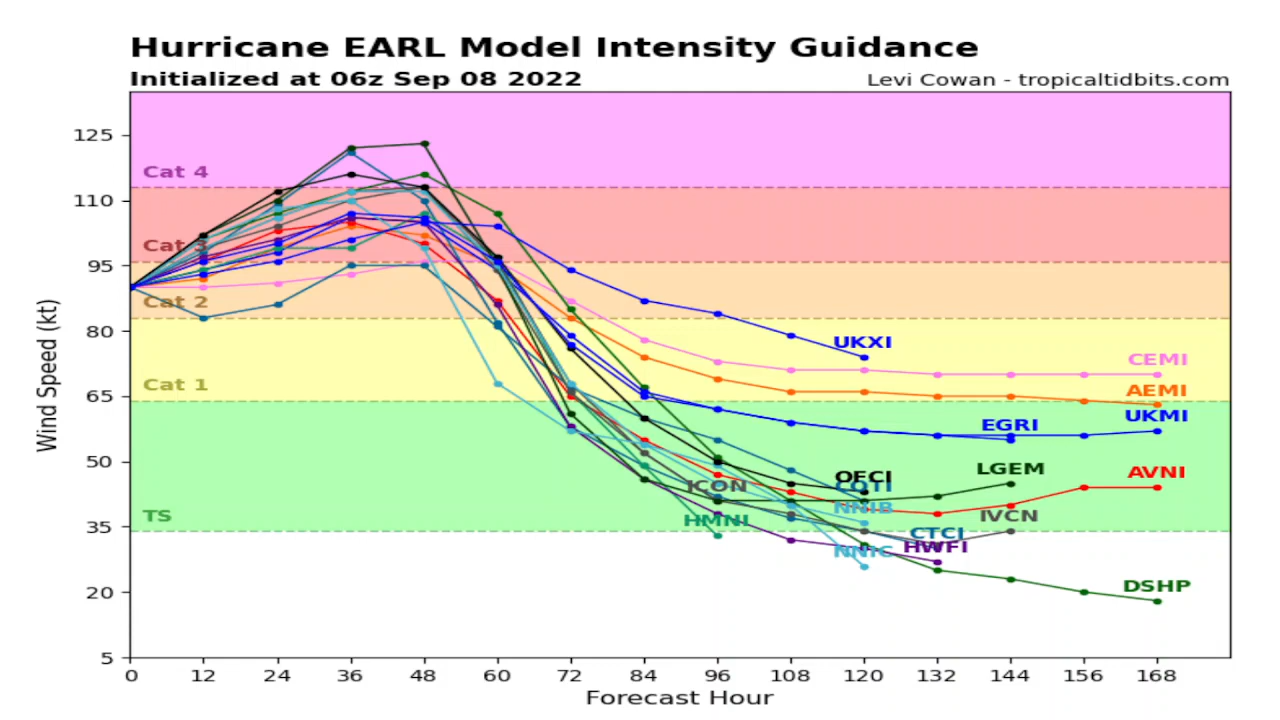 Hurricane EARL Model Intensity Guidance
Initialized at 06z Sep 08 2022
Levi Cowan - tropicaltidbits.com
Wind Speed (kt)
125
110
95
80
65
50
35
20
5
Cat 4
Cat 3
Cat 2
Cat 1
TS
UKXI
CEMI
AEMI
UKMI
EGRI
LGEM
AVNI
OFCI
ICON
NNIB
HMNI
IVCN
CTCI
HWFI
NNIC
DSHP
0 12 24 36 48 60 72 84 96 108 120 132 144 156 168
Forecast Hour